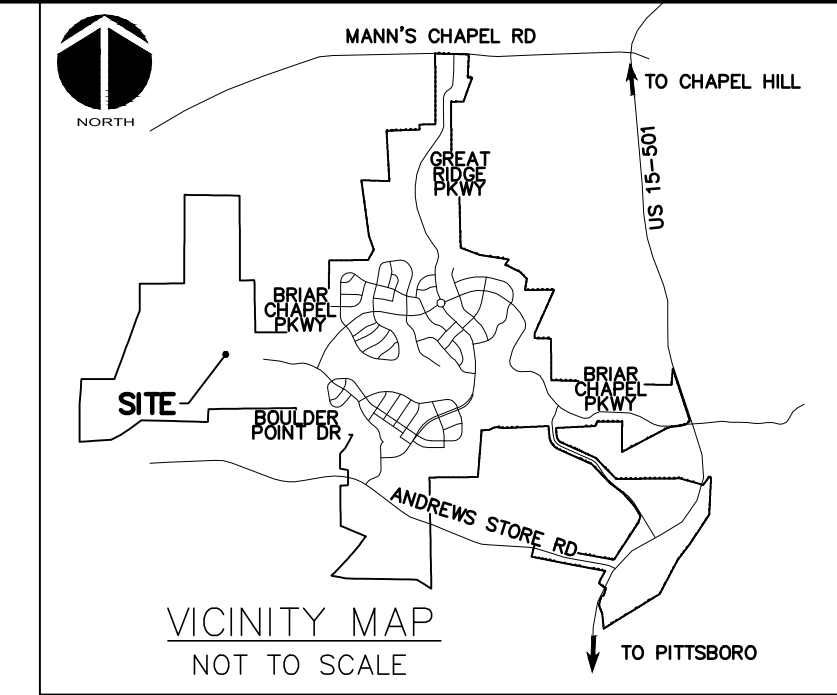 MANN'S CHAPEL RD
NORTH
TO CHAPEL HILL
US 15-501
GREAT
RIDGE
PKWY
BRIAR
CHAPEL
PKWY
SITE
BOULDER
POINT DR
BRIAR
CHAPEL
PKWY
ANDREWS STORE RD
VICINITY MAP
NOT TO SCALE
TO PITTSBORO